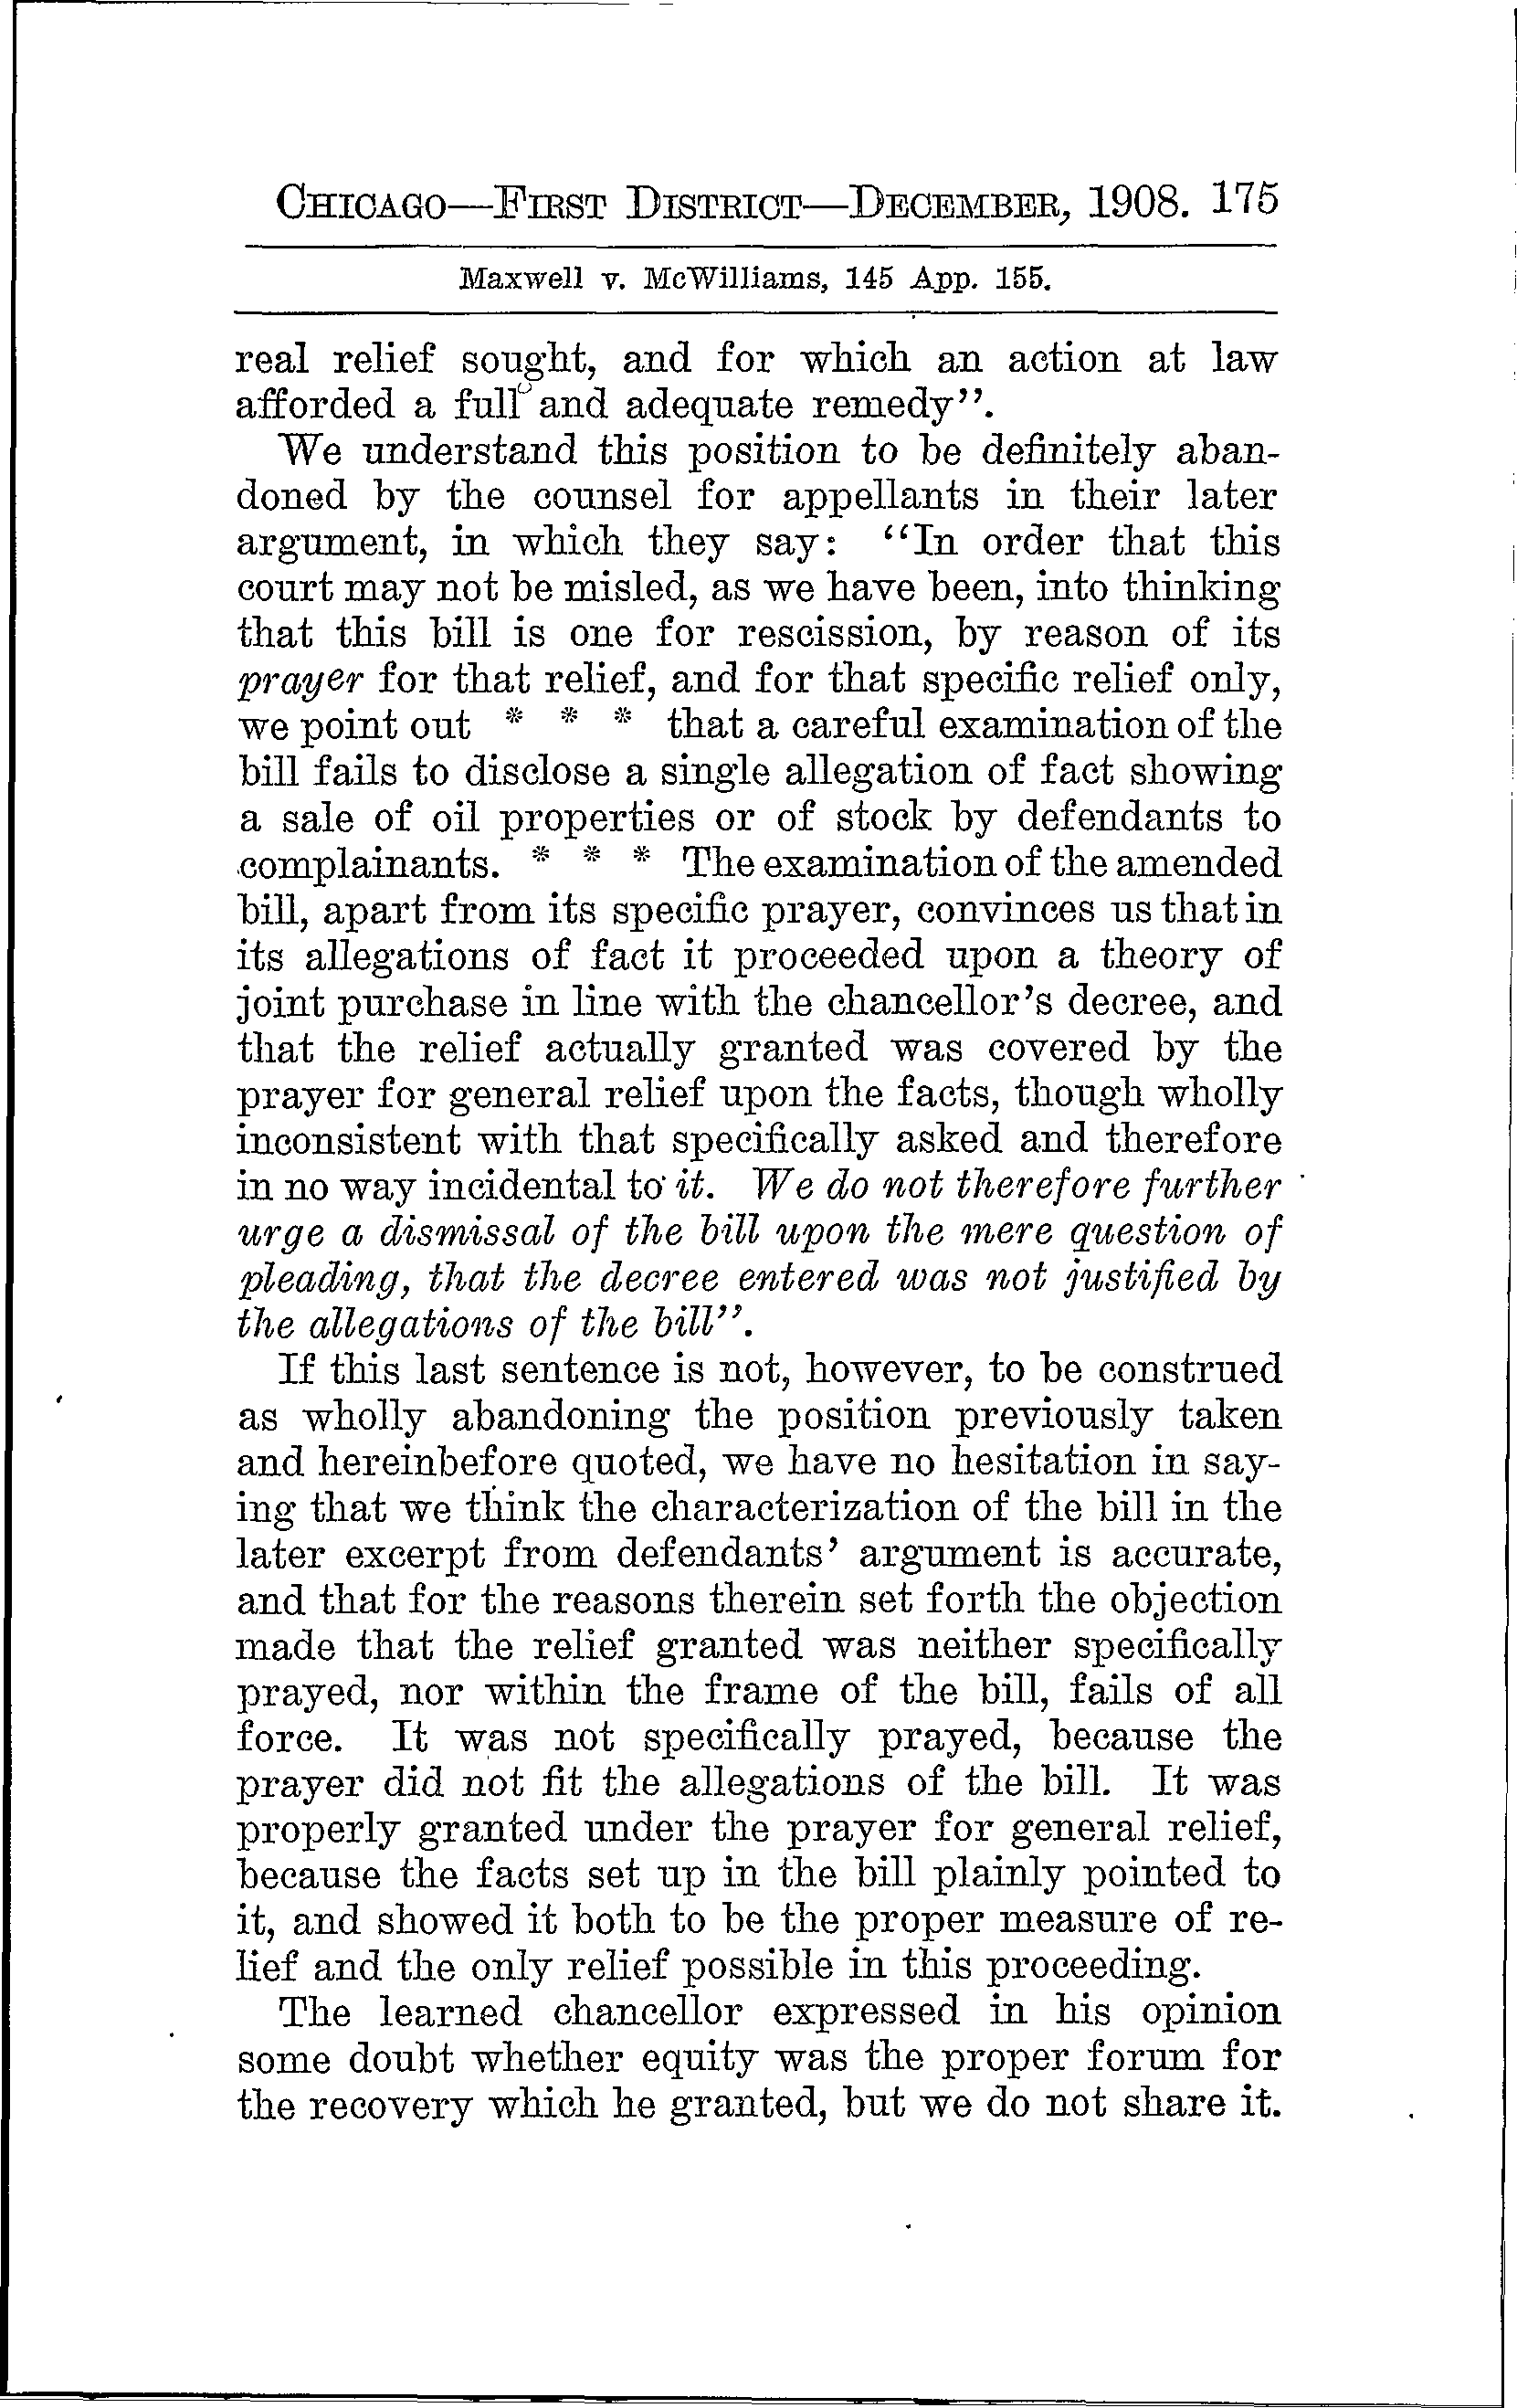 CHICAGO—FIRST DISTRICT—DECEMBER, 1908. 175
Maxwell v. McWilliams, 145 App. 155.
real relief sought, and for which an action at law
afforded a full and adequate remedy''.
We understand this position to be definitely aban-
doned by the counsel for appellants in their later
argument, in which they say: ''In order that this
court may not be misled, as we have been, into thinking
that this bill is one for rescission, by reason of its
prayer for that relief, and for that specific relief only,
we point out * * * that a careful examination of the
bill fails to disclose a single allegation of fact showing
a sale of oil properties or of stock by defendants to
complainants. * * * The examination of the amended
bill, apart from its specific prayer, convinces us that in
its allegations of fact it proceeded upon a theory of
joint purchase in line with the chancellor's decree, and
that the relief actually granted was covered by the
prayer for general relief upon the facts, though wholly
inconsistent with that specifically asked and therefore
in no way incidental to it. We do not therefore further
urge a dismissal of the bill upon the mere question of
pleading, that the decree entered was not justified by
the allegations of the bill''.
If this last sentence is not, however, to be construed
as wholly abandoning the position previously taken
and hereinbefore quoted, we have no hesitation in say-
ing that we think the characterization of the bill in the
later excerpt from defendants' argument is accurate,
and that for the reasons therein set forth the objection
made that the relief granted was neither specifically
prayed, nor within the frame of the bill, fails of all
force. It was not specifically prayed, because the
prayer did not fit the allegations of the bill. It was
properly granted under the prayer for general relief,
because the facts set up in the bill plainly pointed to
it, and showed it both to be the proper measure of re-
lief and the only relief possible in this proceeding.
The learned chancellor expressed in his opinion
some doubt whether equity was the proper forum for
the recovery which he granted, but we do not share it.